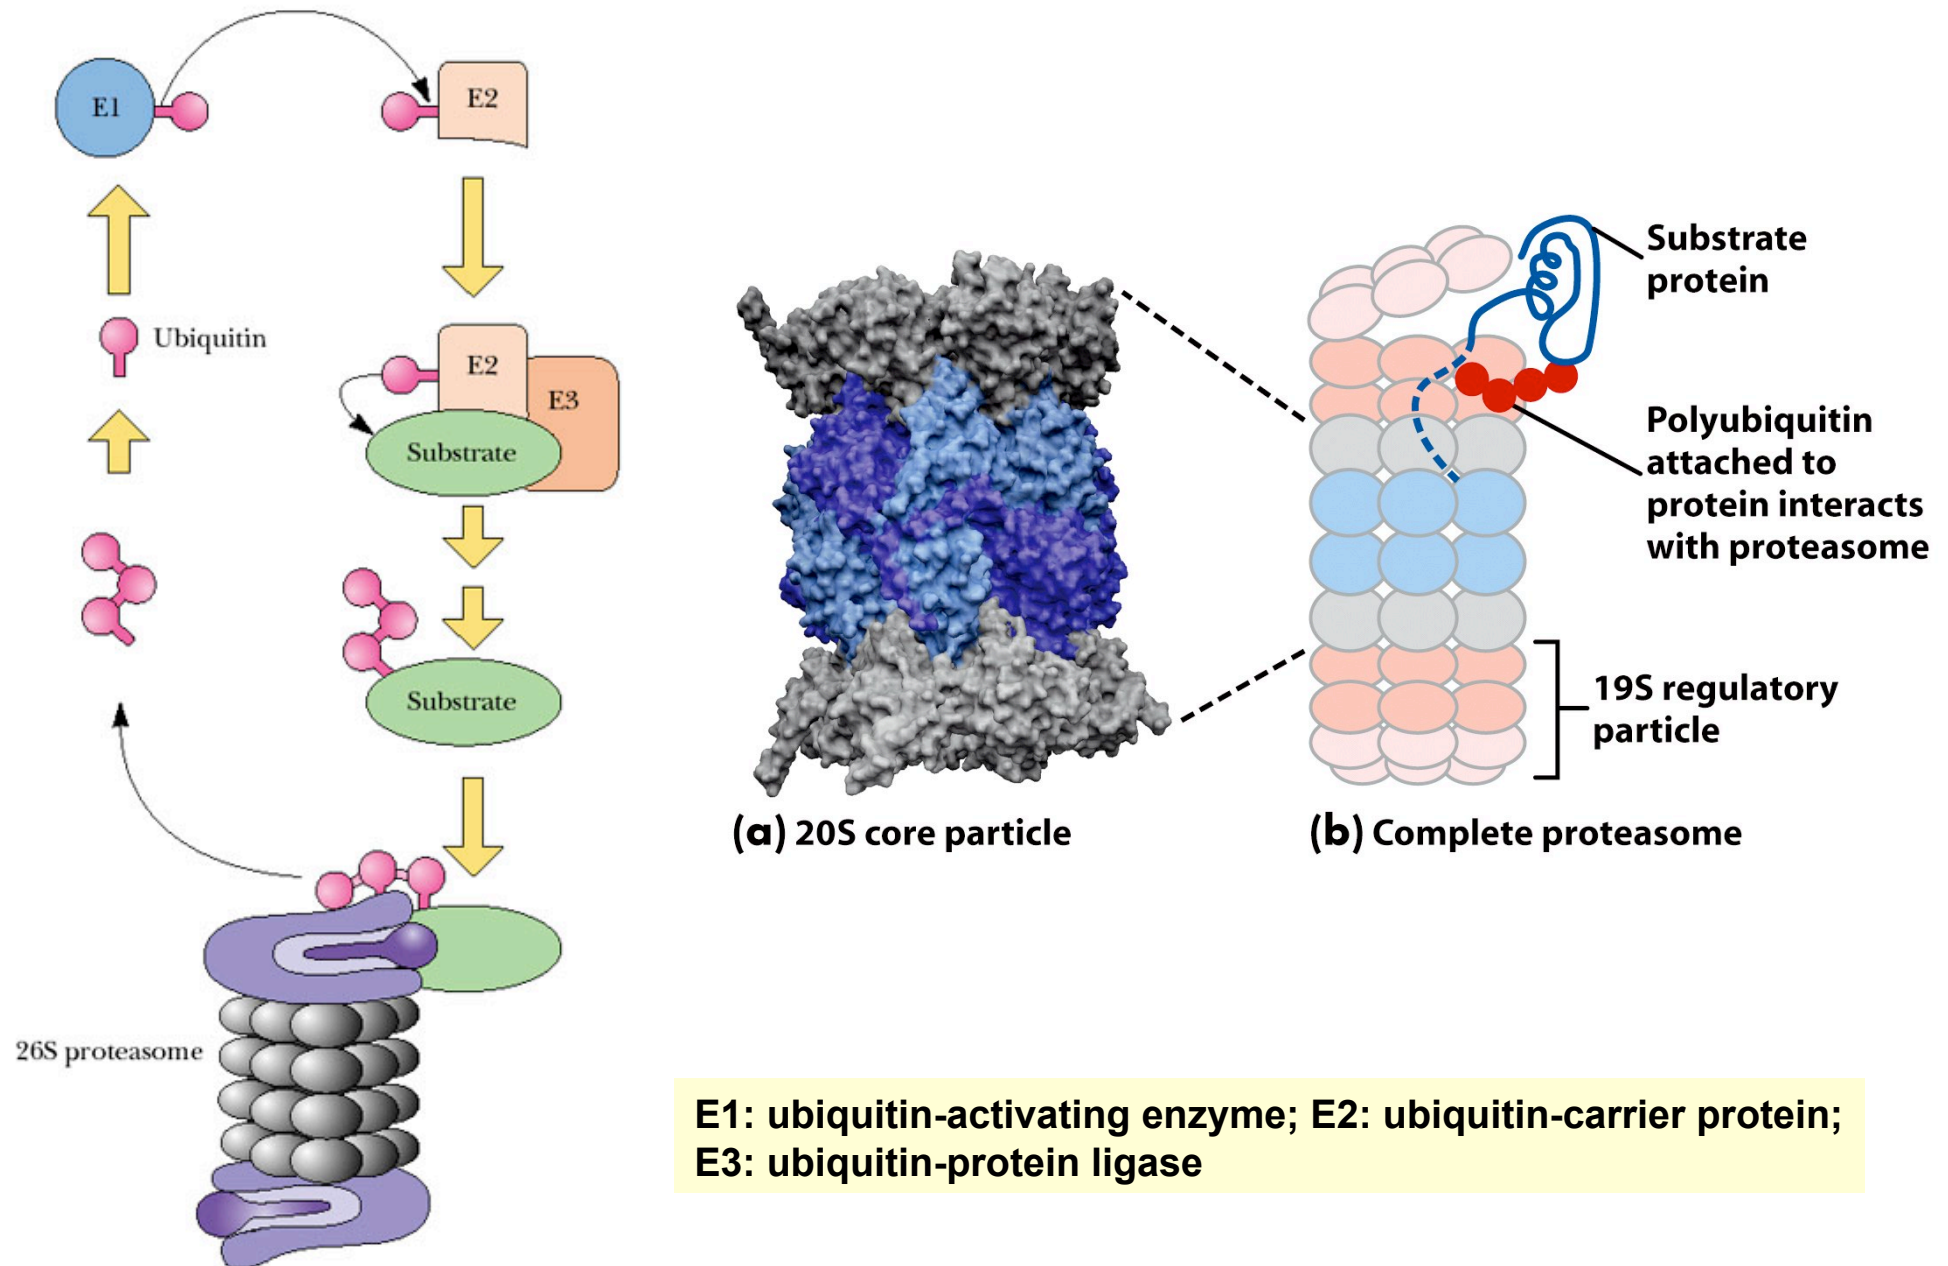 E1
E2
Ubiquitin
E2
E3
Substrate
Substrate
26S proteasome
Substrate
protein
Polyubiquitin
attached to
protein interacts
with proteasome
19S regulatory
particle
(a) 20S core particle
(b) Complete proteasome
E1: ubiquitin-activating enzyme; E2: ubiquitin-carrier protein;
E3: ubiquitin-protein ligase